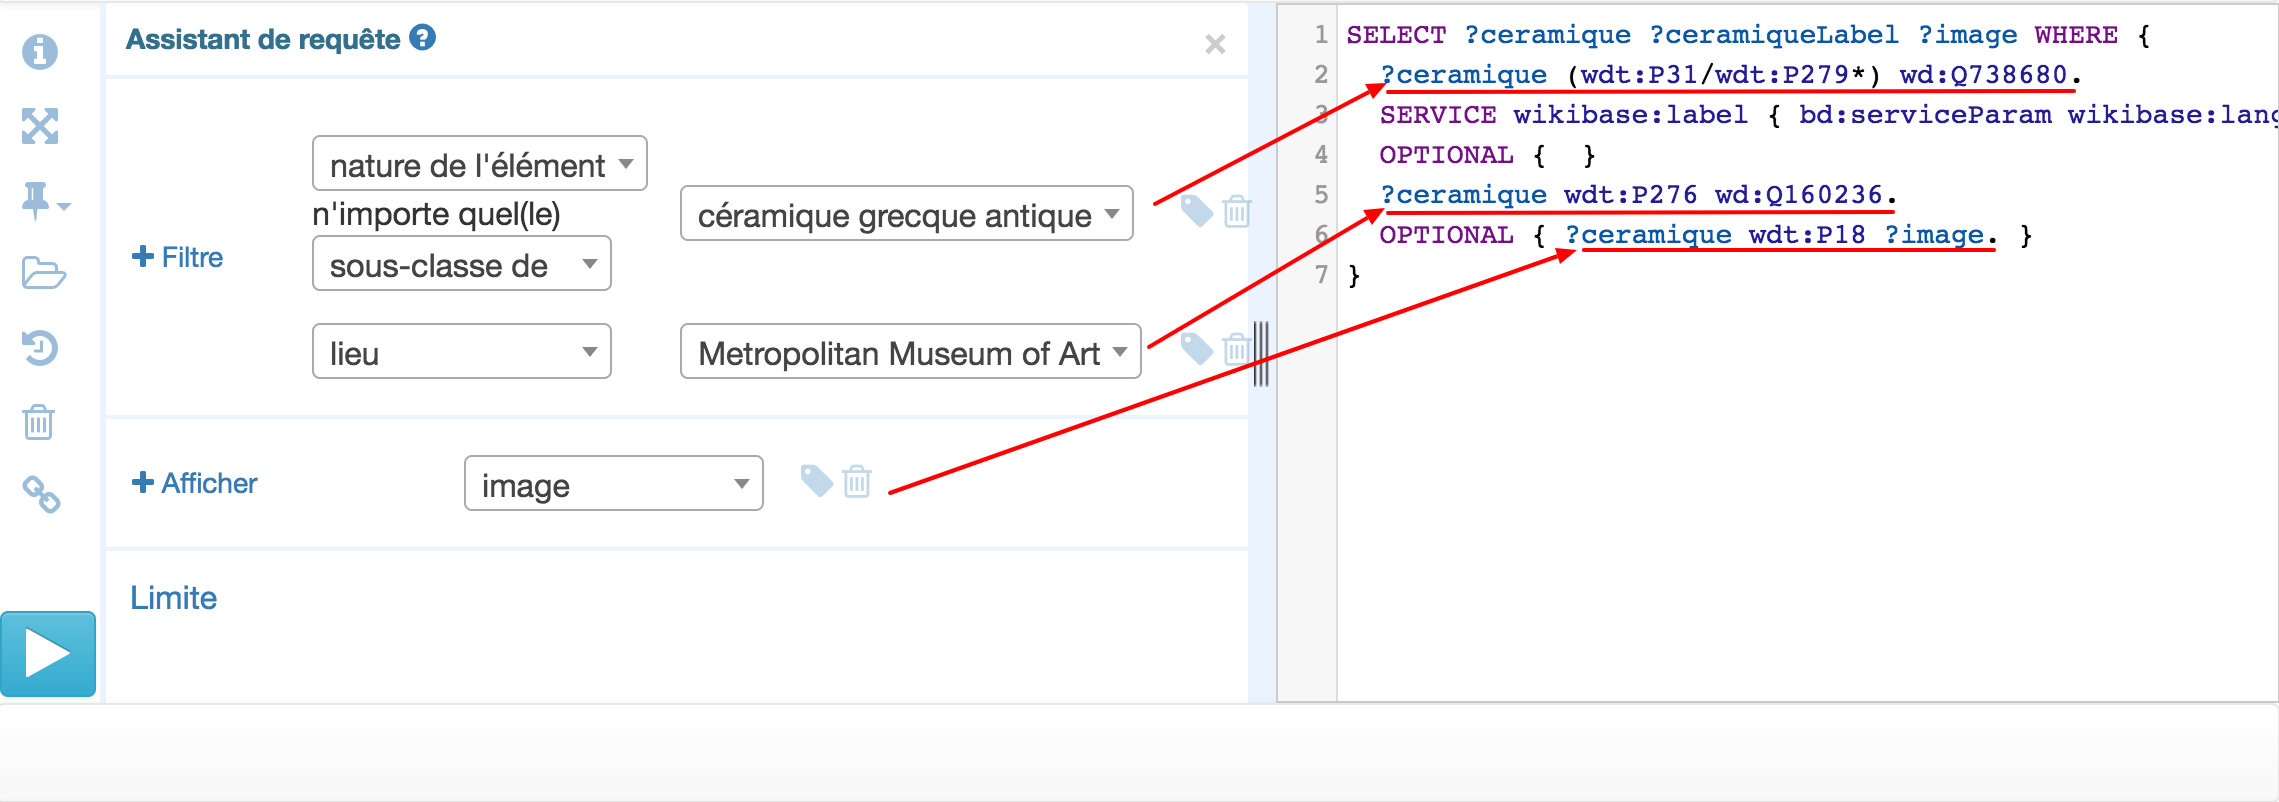 Assistant de requête ?
×
+ Filtre
nature de l'élément
n'importe quel(le)
sous-classe de
céramique grecque antique
lieu
Metropolitan Museum of Art
+ Afficher
image
Limite
1 SELECT ?ceramique ?ceramiqueLabel ?image WHERE {
2 ?ceramique (wdt:P31/wdt:P279*) wd:Q738680.
3 SERVICE wikibase:label { bd:serviceParam wikibase:lang
4 OPTIONAL { }
5 ?ceramique wdt:P276 wd:Q160236.
6 OPTIONAL { ?ceramique wdt:P18 ?image. }
7 }